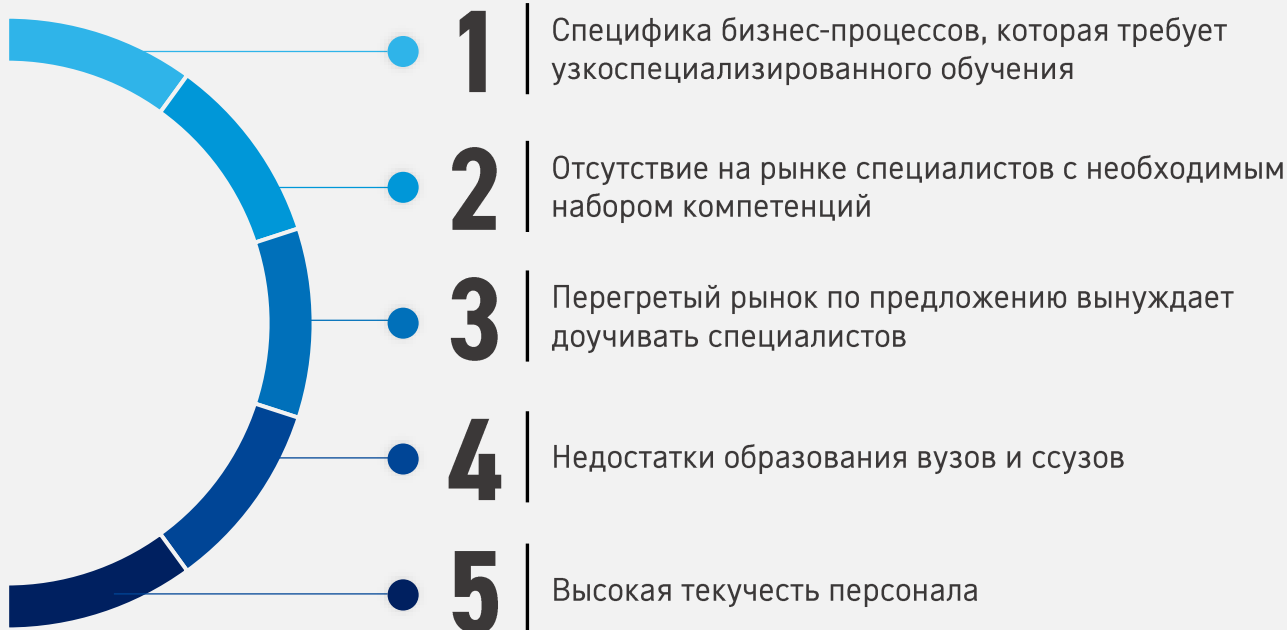 1
Специфика бизнес-процессов, которая требует
узкоспециализированного обучения
2
Отсутствие на рынке специалистов с необходимым
набором компетенций
3
Перегретый рынок по предложению вынуждает
доучивать специалистов
4
Недостатки образования вузов и ссузов
5
Высокая текучесть персонала